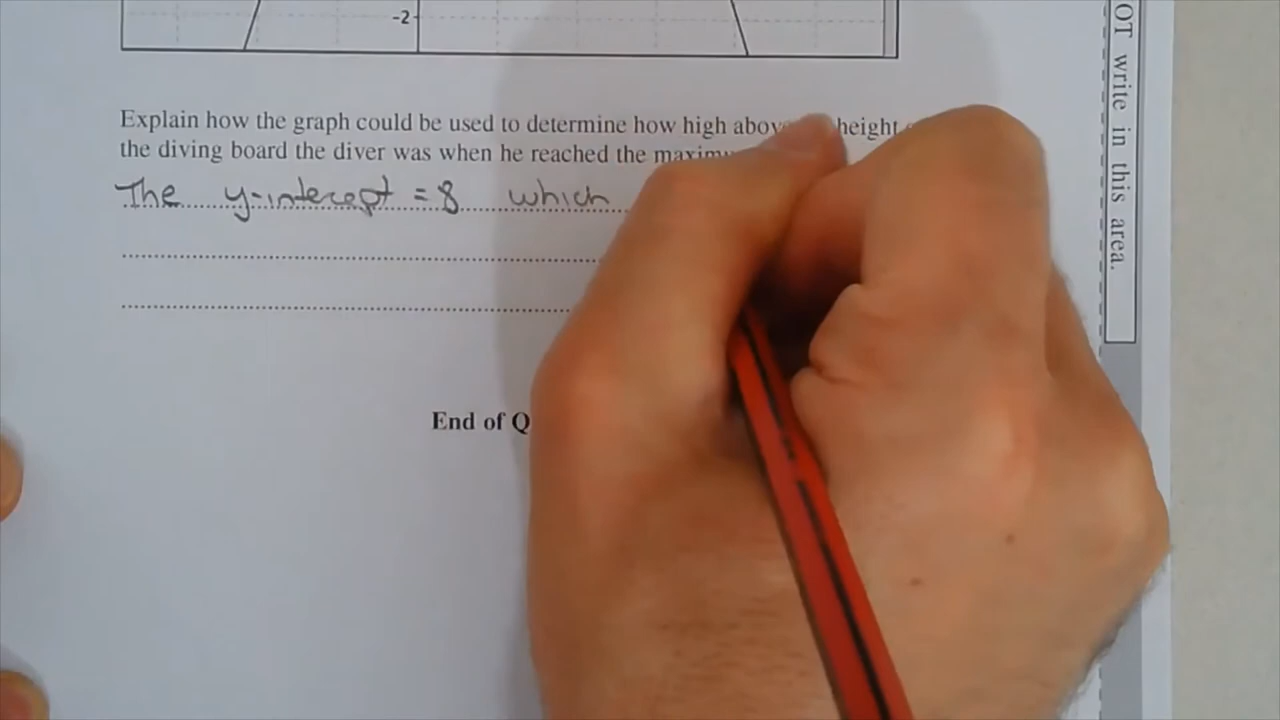 -2
Explain how the graph could be used to determine how high height
the diving board the diver was when he reached the
The y-intercept = 8 which
End of
OT write in this area.